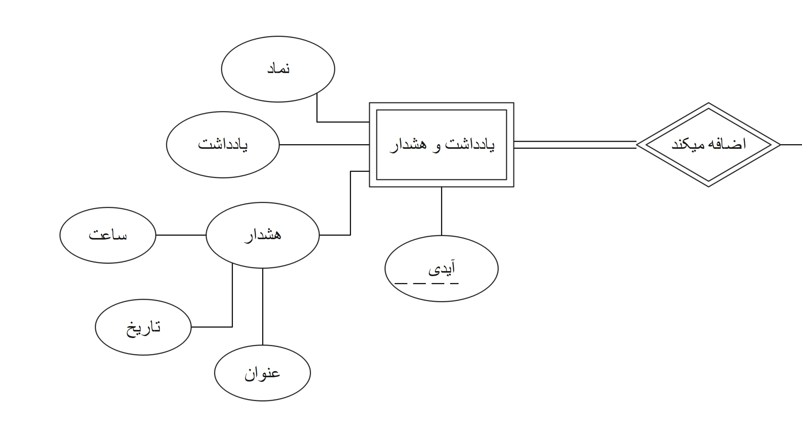 نماد
یادداشت
یادداشت و هشدار
اضافه میکند
هشدار
ساعت
آیدی
تاریخ
عنوان